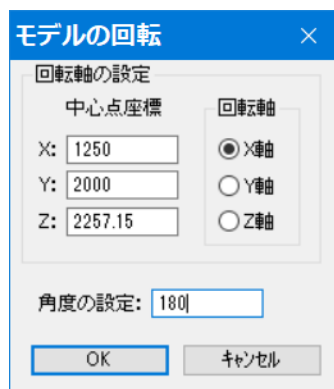 モデルの回転
回転軸の設定
中心点座標 回転軸
X: 1250 X軸
Y: 2000 Y軸
Z: 2257.15 Z軸
角度の設定: 180
OK キャンセル